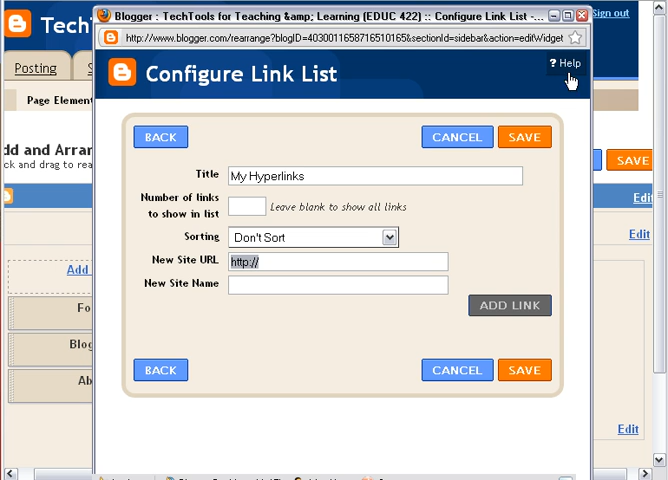 Blogger : TechTools for Teaching &amp; Learning (EDUC 422) :: Configure Link List - ...
http://www.blogger.com/rearrange?blogID=4030011658716510165&sectionId=sidebar&action=editWidget
Sign out
Tech
Posting
S
Page Elemen
dd and Arran
ck and drag to rea
SAVE
Edit
Edit
Add
Fo
Blog
Ab
Edit
Configure Link List
? Help
BACK
CANCEL
SAVE
Title
My Hyperlinks
Number of links
to show in list
Leave blank to show all links
Sorting
Don't Sort
New Site URL
http://
New Site Name
ADD LINK
BACK
CANCEL
SAVE